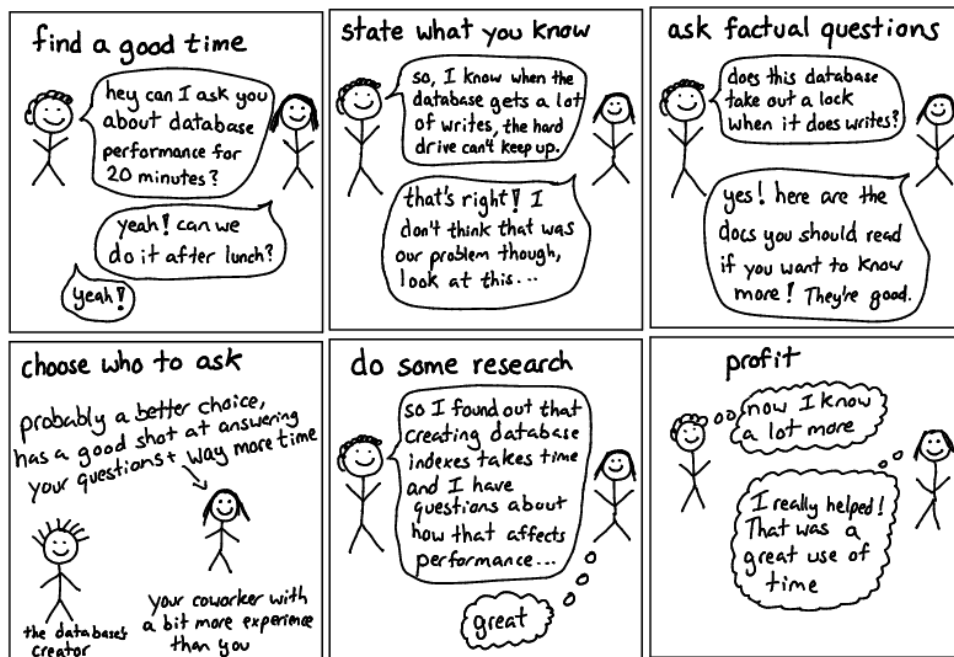 find a good time
hey can I ask you
about database
performance for
20 minutes?
yeah! can we
do it after lunch?
yeah!
state what you know
so, I know when the
database gets a lot
of writes, the hard
drive can't keep up.
that's right! I
don't think that was
our problem though,
look at this...
ask factual questions
does this database
take out a lock
when it does writes?
yes! here are the
docs you should read
if you want to know
more! They're good.
choose who to ask
probably a better choice,
has a good shot at answering
your questions + way more time
the database's
creator
your coworker with
a bit more experience
than you
do some research
so I found out that
creating database
indexes takes time
and I have
questions about
how that affects
performance...
great
profit
now I know
a lot more
I really helped!
That was a
great use of
time